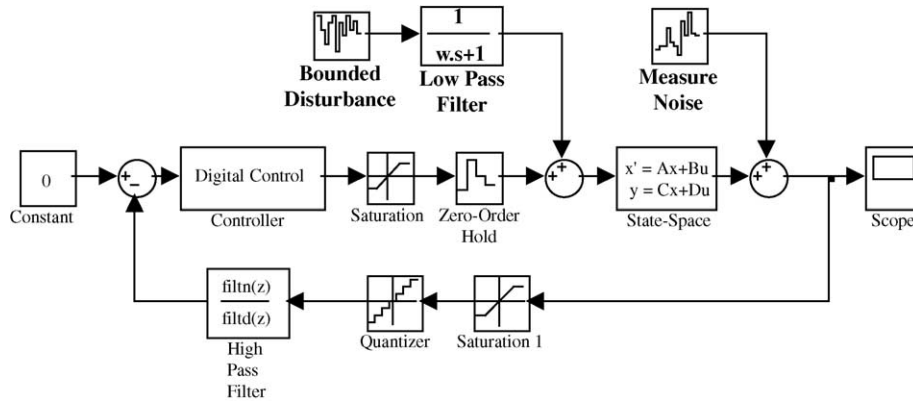 1
w.s+1
Bounded
Disturbance
Low Pass
Filter
Measure
Noise
0
Constant
+
−
Digital Control
Controller
Saturation
Zero-Order
Hold
+
+
x' = Ax+Bu
y = Cx+Du
State-Space
+
+
Scope
filtn(z)
filtd(z)
High
Pass
Filter
Quantizer
Saturation 1